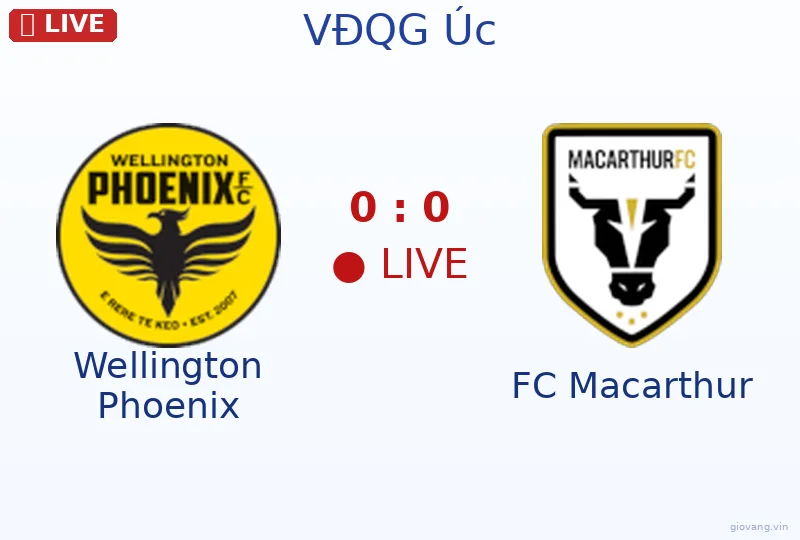 LIVE
VĐQG Úc
WELLINGTON
PHOENIX FC
E RERE TE KEO • EST. 2007
MACARTHURFC
0 : 0
● LIVE
Wellington
Phoenix
FC Macarthur
giovang.vin